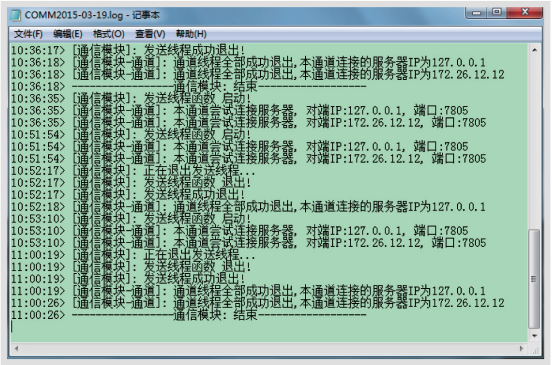 COMM2015-03-19.log - 记事本
文件(F) 编辑(E) 格式(O) 查看(V) 帮助(H)
10:36:17> [通信模块]: 发送线程成功退出!
10:36:18> [通信模块-通道]: 通道线程全部成功退出,本通道连接的服务器IP为127.0.0.1
10:36:18> [通信模块-通道]: 通道线程全部成功退出,本通道连接的服务器IP为172.26.12.12
10:36:18> ------------------通信模块: 结束-------------------
10:36:35> [通信模块]: 发送线程函数 启动!
10:36:35> [通信模块-通道]: 本通道尝试连接服务器, 对端IP:127.0.0.1, 端口:7805
10:36:35> [通信模块-通道]: 本通道尝试连接服务器, 对端IP:172.26.12.12, 端口:7805
10:51:54> [通信模块]: 发送线程函数 启动!
10:51:54> [通信模块-通道]: 本通道尝试连接服务器, 对端IP:127.0.0.1, 端口:7805
10:51:54> [通信模块-通道]: 本通道尝试连接服务器, 对端IP:172.26.12.12, 端口:7805
10:52:17> [通信模块]: 正在退出发送线程...
10:52:17> [通信模块]: 发送线程函数 退出!
10:52:17> [通信模块]: 发送线程成功退出!
10:52:18> [通信模块-通道]: 通道线程全部成功退出,本通道连接的服务器IP为127.0.0.1
10:53:10> [通信模块]: 发送线程函数 启动!
10:53:10> [通信模块-通道]: 本通道尝试连接服务器, 对端IP:127.0.0.1, 端口:7805
10:53:10> [通信模块-通道]: 本通道尝试连接服务器, 对端IP:172.26.12.12, 端口:7805
11:00:19> [通信模块]: 正在退出发送线程...
11:00:19> [通信模块]: 发送线程函数 退出!
11:00:19> [通信模块]: 发送线程成功退出!
11:00:26> [通信模块-通道]: 通道线程全部成功退出,本通道连接的服务器IP为127.0.0.1
11:00:26> [通信模块-通道]: 通道线程全部成功退出,本通道连接的服务器IP为172.26.12.12
11:00:26> ------------------通信模块: 结束-------------------